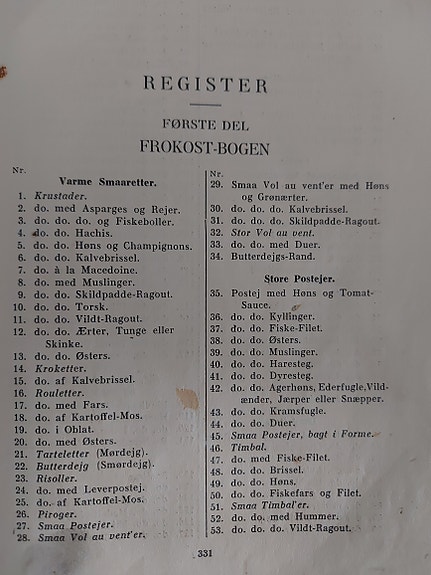 REGISTER
FØRSTE DEL
FROKOST-BOGEN
Nr.
Varme Smaaretter.
1. Krustader.
2. do. med Asparges og Rejer.
3. do. do. do. og Fiskeboller.
4. do. do. Hachis.
5. do. do. Høns og Champignons.
6. do. do. Kalvebrissel.
7. do. à la Macedoine.
8. do. med Muslinger.
9. do. do. Skildpadde-Ragout.
10. do. do. Torsk.
11. do. do. Vildt-Ragout.
12. do. do. Ærter, Tunge eller
Skinke.
13. do. do. Østers.
14. Kroketter.
15. do. af Kalvebrissel.
16. Rouletter.
17. do. med Fars.
18. do. af Kartoffel-Mos.
19. do. i Oblat.
20. do. med Østers.
21. Tarteletter (Mørdejg).
22. Butterdejg (Smørdejg).
23. Risoller.
24. do. med Leverpostej.
25. do. af Kartoffel-Mos.
26. Piroger.
27. Smaa Postejer.
28. Smaa Vol au vent'er.
Nr.
29. Smaa Vol au vent'er med Høns
og Grønærter.
30. do. do. do. Kalvebrissel.
31. do. do. do. Skildpadde-Ragout.
32. Stor Vol au vent.
33. do. do. med Duer.
34. Butterdejgs-Rand.
Store Postejer.
35. Postej med Høns og Tomat-
Sauce.
36. do. do. Kyllinger.
37. do. do. Fiske-Filet.
38. do. do. Østers.
39. do. do. Muslinger.
40. do. do. Haresteg.
41. do. do. Dyresteg.
42. do. do. Agerhøns, Ederfugle, Vild-
ænder, Jærper eller Snæpper.
43. do. do. Kramsfugle.
44. do. do. Duer.
45. Smaa Postejer, bagt i Forme.
46. Timbal.
47. do. med Fiske-Filet.
48. do. do. Brissel.
49. do. do. Høns.
50. do. do. Fiskefars og Filet.
51. Smaa Timbal'er.
52. do. do. med Hummer.
53. do. do. do. Vildt-Ragout.
331